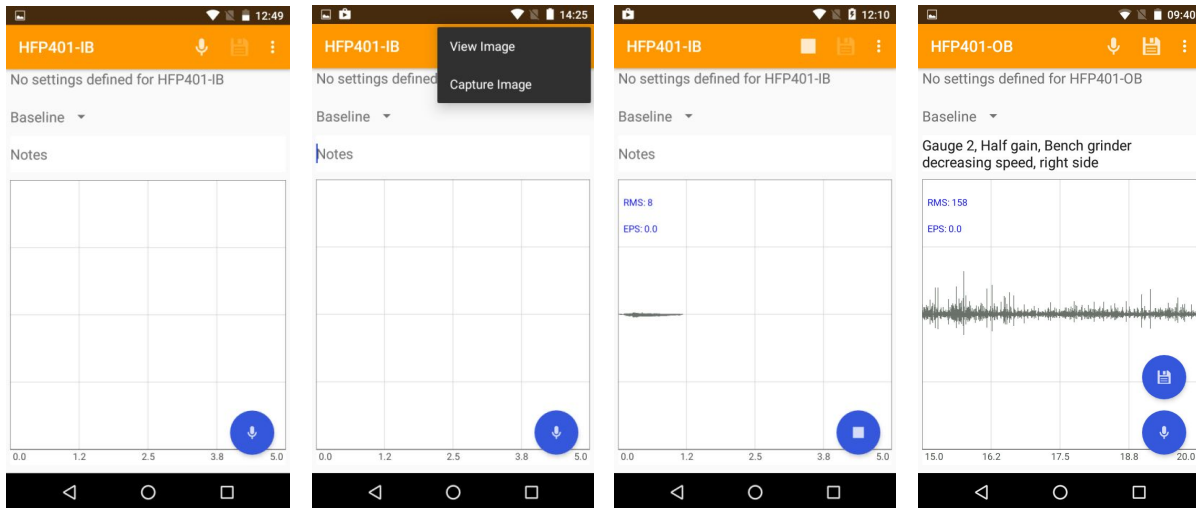 12:49
HFP401-IB
No settings defined for HFP401-IB
Baseline
Notes
0.0 1.2 2.5 3.8 5.0
14:25
HFP401-IB
View Image
Capture Image
No settings defined
Baseline
Notes
0.0 1.2 2.5 3.8 5.0
12:10
HFP401-IB
No settings defined for HFP401-IB
Baseline
Notes
RMS: 8
EPS: 0.0
0.0 1.2 2.5 3.8 5.0
09:40
HFP401-OB
No settings defined for HFP401-OB
Baseline
Gauge 2, Half gain, Bench grinder
decreasing speed, right side
RMS: 158
EPS: 0.0
15.0 16.2 17.5 18.8 20.0